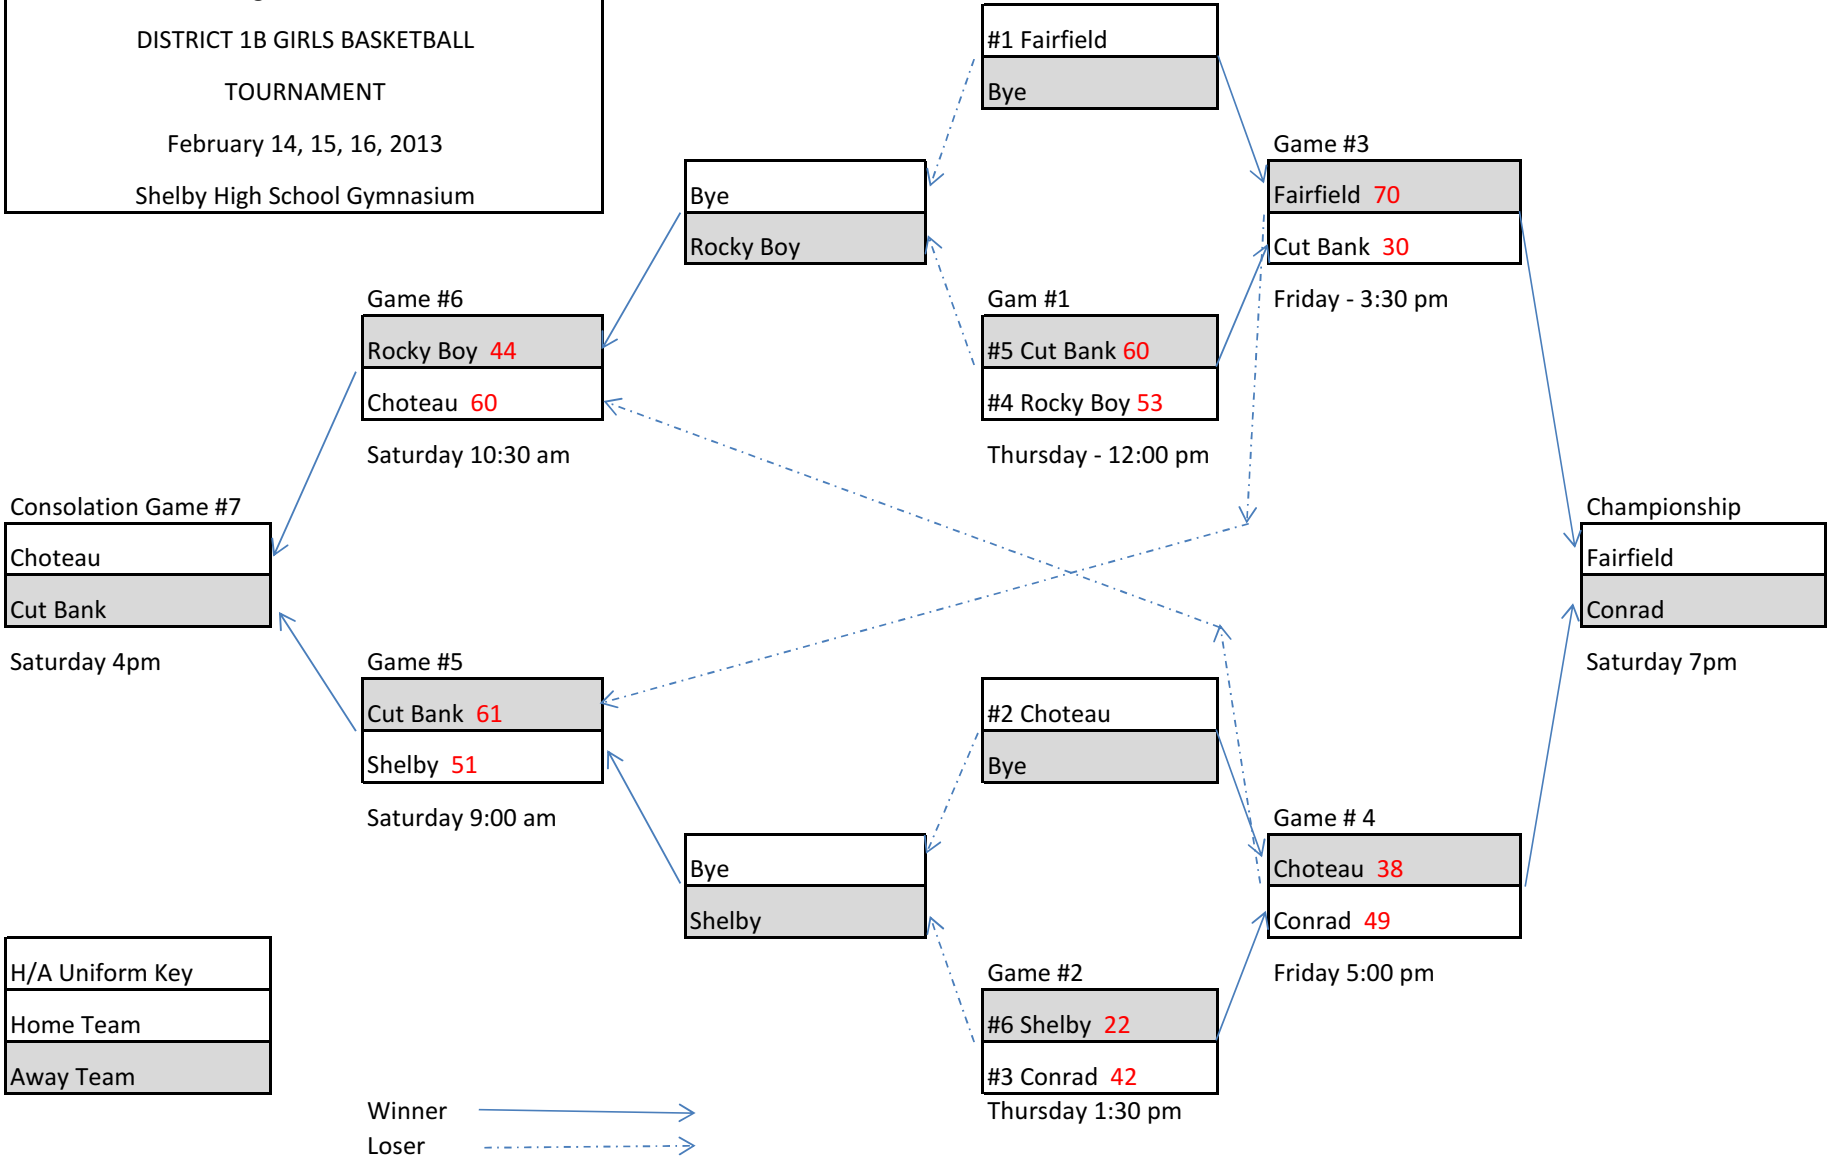 DISTRICT 1B GIRLS BASKETBALL
TOURNAMENT
February 14, 15, 16, 2013
Shelby High School Gymnasium
#1 Fairfield
Bye
Game #3
Fairfield 70
Cut Bank 30
Friday - 3:30 pm
Bye
Rocky Boy
Game #6
Rocky Boy 44
Choteau 60
Saturday 10:30 am
Gam #1
#5 Cut Bank 60
#4 Rocky Boy 53
Thursday - 12:00 pm
Consolation Game #7
Choteau
Cut Bank
Saturday 4pm
Championship
Fairfield
Conrad
Saturday 7pm
Game #5
Cut Bank 61
Shelby 51
Saturday 9:00 am
#2 Choteau
Bye
Game # 4
Choteau 38
Conrad 49
Friday 5:00 pm
Bye
Shelby
Game #2
#6 Shelby 22
#3 Conrad 42
Thursday 1:30 pm
H/A Uniform Key
Home Team
Away Team
Winner
Loser